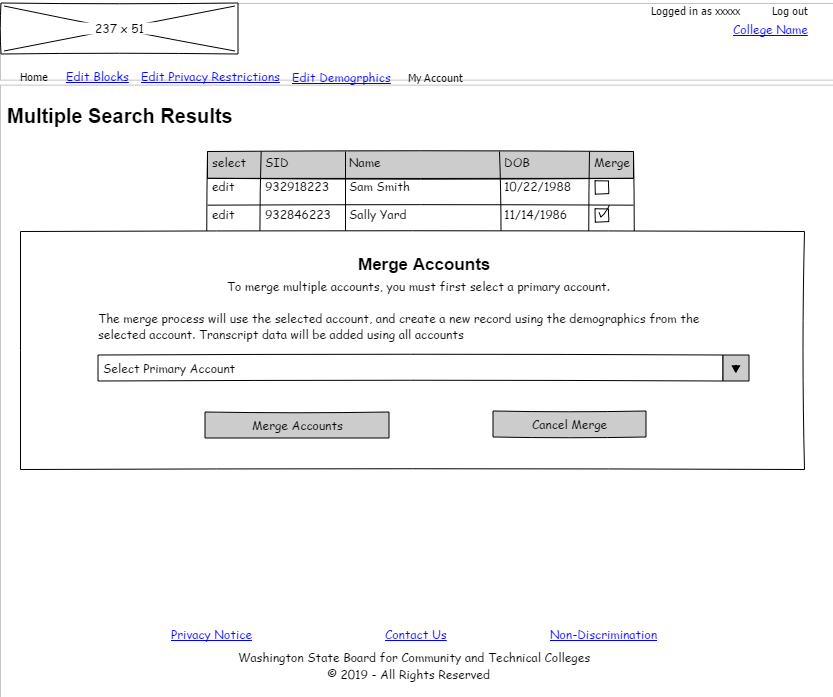 Logged in as xxxxx Log out
237 x 51
College Name
Home Edit Blocks Edit Privacy Restrictions Edit Demogrphics My Account
Multiple Search Results
select SID Name DOB Merge
edit 932918223 Sam Smith 10/22/1988
edit 932846223 Sally Yard 11/14/1986
Merge Accounts
To merge multiple accounts, you must first select a primary account.
The merge process will use the selected account, and create a new record using the demographics from the
selected account. Transcript data will be added using all accounts
Select Primary Account
Merge Accounts Cancel Merge
Privacy Notice Contact Us Non-Discrimination
Washington State Board for Community and Technical Colleges
© 2019 - All Rights Reserved